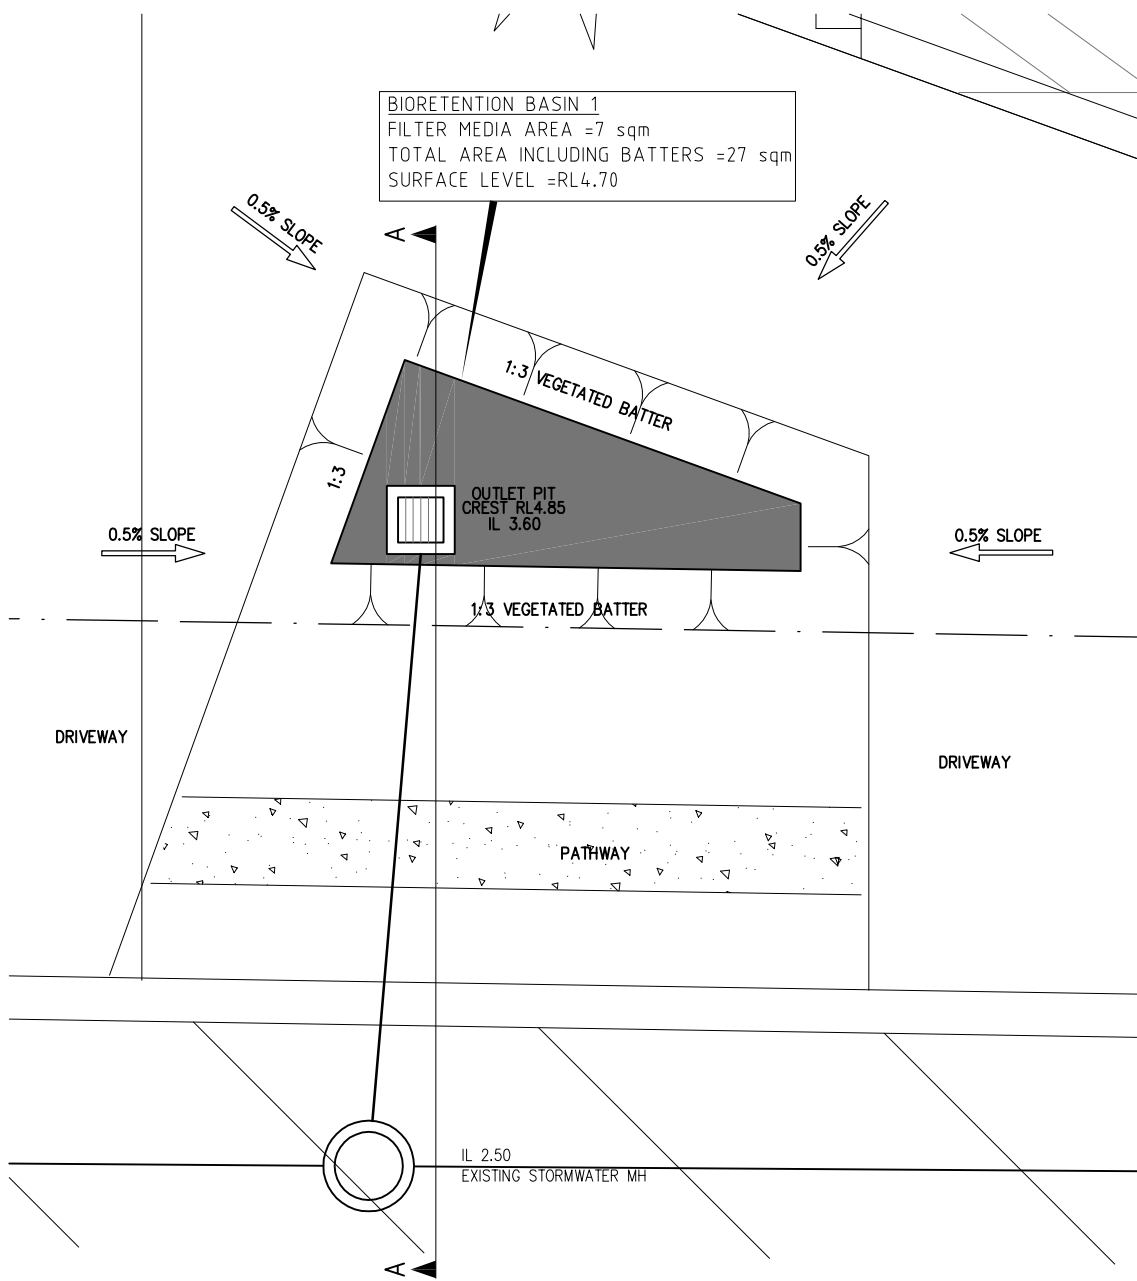 BIORETENTION BASIN 1
FILTER MEDIA AREA =7 sqm
TOTAL AREA INCLUDING BATTERS =27 sqm
SURFACE LEVEL =RL4.70
0.5% SLOPE
0.5% SLOPE
A
1:3 VEGETATED BATTER
1:3
OUTLET PIT
CREST RL4.85
IL 3.60
0.5% SLOPE
0.5% SLOPE
1:3 VEGETATED BATTER
DRIVEWAY
DRIVEWAY
PATHWAY
IL 2.50
EXISTING STORMWATER MH
A